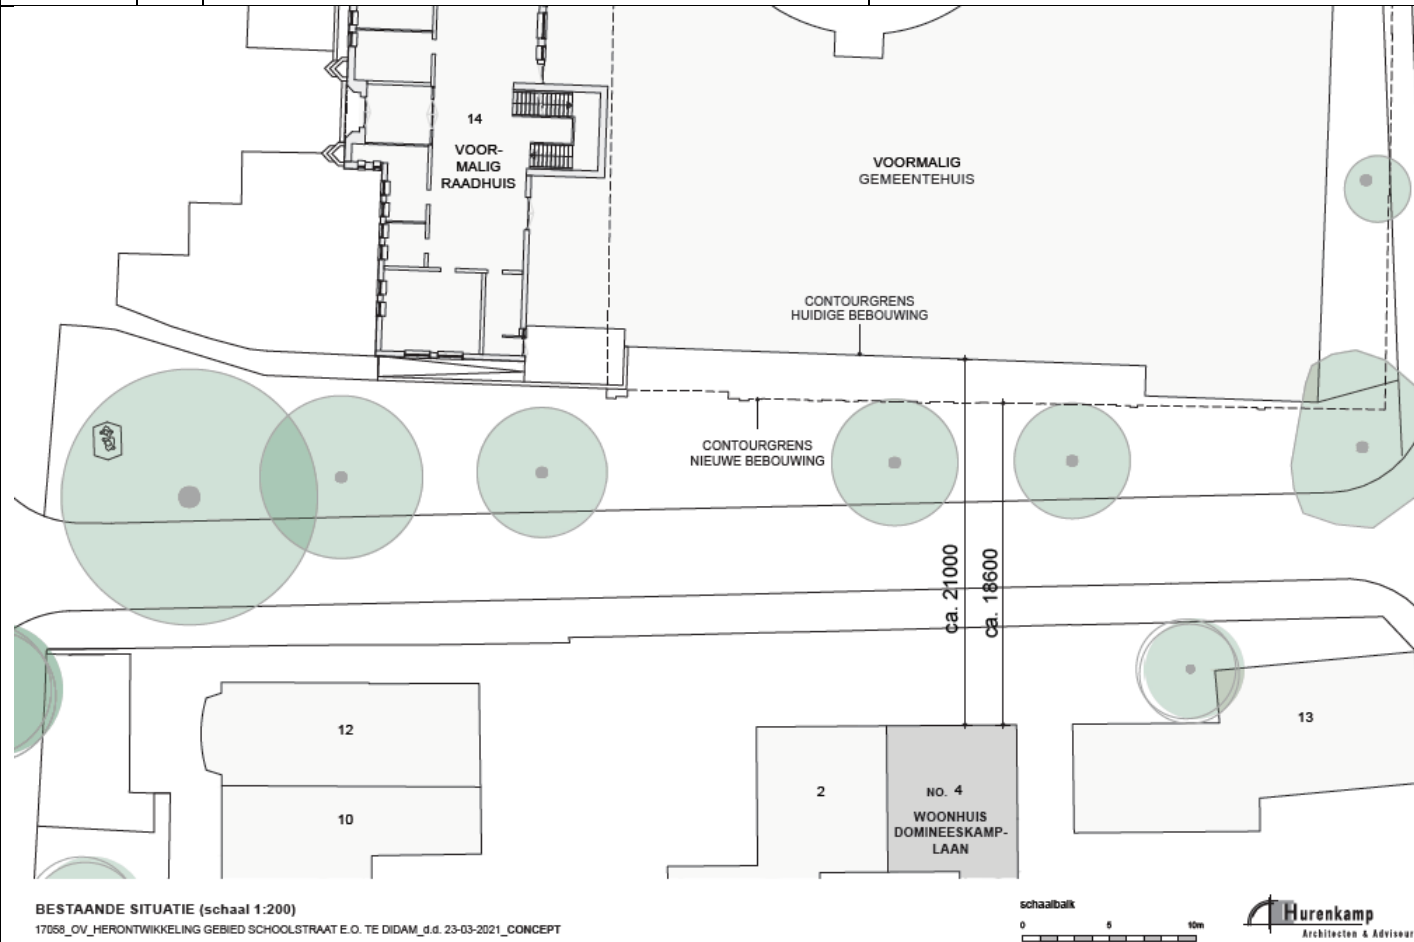 14
VOOR-
MALIG
RAADHUIS
VOORMALIG
GEMEENTEHUIS
CONTOURGRENS
HUIDIGE BEBOUWING
CONTOURGRENS
NIEUWE BEBOUWING
ca. 21000
ca. 18600
12
10
2
NO. 4
WOONHUIS
DOMINEESKAMP-
LAAN
13
BESTAANDE SITUATIE (schaal 1:200)
17058_OV_HERONTWIKKELING GEBIED SCHOOLSTRAAT E.O. TE DIDAM_d.d. 23-03-2021_CONCEPT
schaalbalk
0 5 10m
Hurenkamp
Architecten & Adviseur